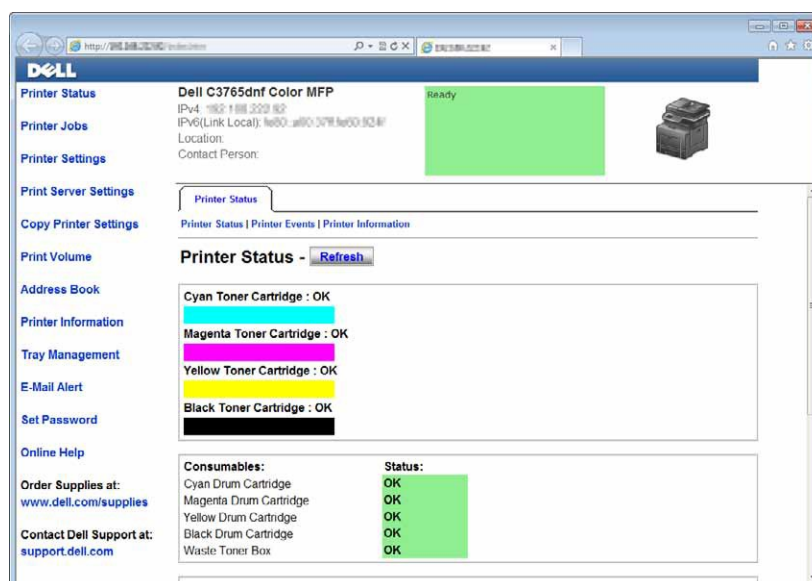 http://
DELL
Printer Status
Printer Jobs
Printer Settings
Print Server Settings
Copy Printer Settings
Print Volume
Address Book
Printer Information
Tray Management
E-Mail Alert
Set Password
Online Help
Order Supplies at:
www.dell.com/supplies
Contact Dell Support at:
support.dell.com
Dell C3765dnf Color MFP
IPv4:
IPv6(Link Local):
Location:
Contact Person:
Ready
Printer Status
Printer Status | Printer Events | Printer Information
Printer Status - Refresh
Cyan Toner Cartridge : OK
Magenta Toner Cartridge : OK
Yellow Toner Cartridge : OK
Black Toner Cartridge : OK
Consumables: Status:
Cyan Drum Cartridge OK
Magenta Drum Cartridge OK
Yellow Drum Cartridge OK
Black Drum Cartridge OK
Waste Toner Box OK